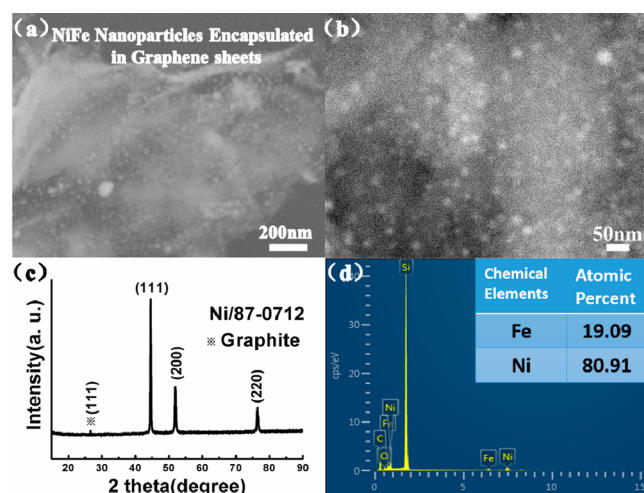 (a) NiFe Nanoparticles Encapsulated
in Graphene sheets
200nm
(b)
50nm
(c)
(111)
Ni/87-0712
※ Graphite
(200)
(220)
※ (111)
Intensity(a. u.)
20 30 40 50 60 70 80 90
2 theta(degree)
(d)
Si
Chemical Elements Atomic Percent
Fe 19.09
Ni 80.91
cps/eV
40
30
20
10
0
Ni
Fe
C
O
Fe
Ni
0 5 10 15